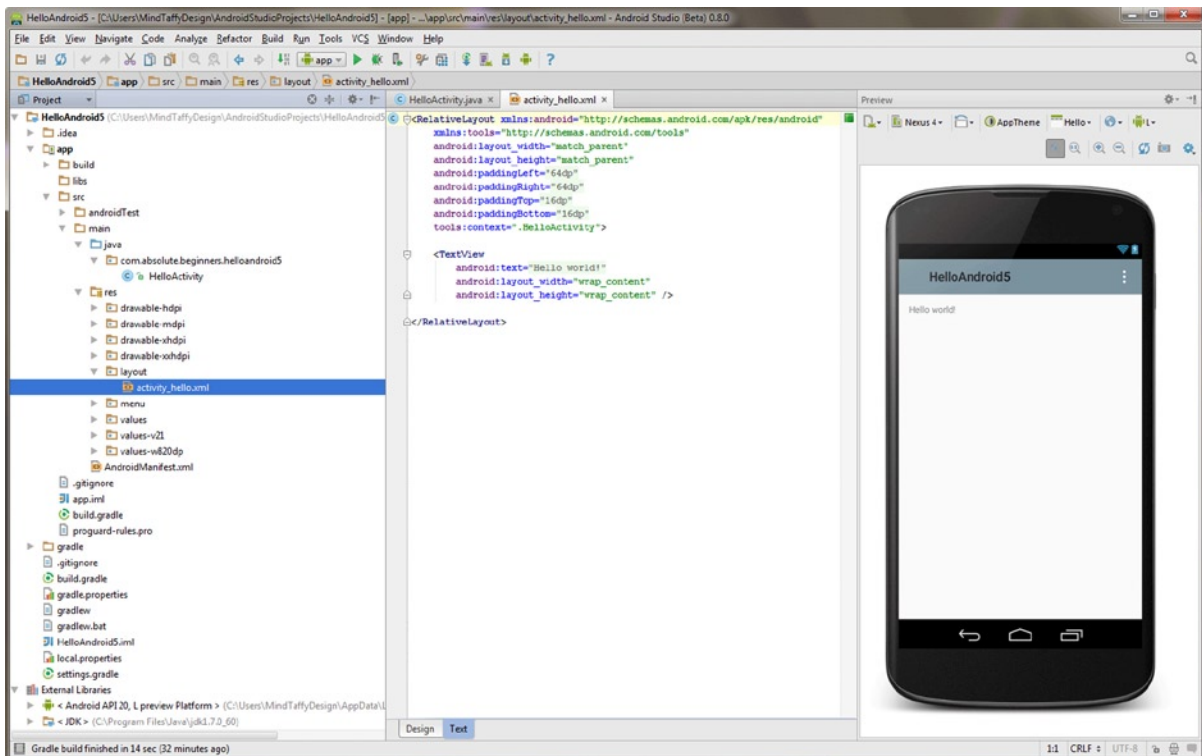 HelloAndroid5 - [C:\Users\MindTaffyDesign\AndroidStudioProjects\HelloAndroid5] - [app] - ...\app\src\main\res\layout\activity_hello.xml - Android Studio (Beta) 0.8.0
File Edit View Navigate Code Analyze Refactor Build Run Tools VCS Window Help
app
HelloAndroid5 app src main res layout activity_hello.xml
Project
HelloActivity.java
activity_hello.xml
Preview
HelloAndroid5 (C:\Users\MindTaffyDesign\AndroidStudioProjects\HelloAndroid5
.idea
app
build
libs
src
androidTest
main
java
com.absolute.beginners.helloandroid5
HelloActivity
res
drawable-hdpi
drawable-mdpi
drawable-xhdpi
drawable-xxhdpi
layout
activity_hello.xml
menu
values
values-v21
values-w820dp
AndroidManifest.xml
.gitignore
app.iml
build.gradle
proguard-rules.pro
gradle
.gitignore
build.gradle
gradle.properties
gradlew
gradlew.bat
HelloAndroid5.iml
local.properties
settings.gradle
External Libraries
< Android API 20, L preview Platform > (C:\Users\MindTaffyDesign\AppData\L
< JDK > (C:\Program Files\Java\jdk1.7.0_60)
<RelativeLayout xmlns:android="http://schemas.android.com/apk/res/android"
xmlns:tools="http://schemas.android.com/tools"
android:layout_width="match_parent"
android:layout_height="match_parent"
android:paddingLeft="64dp"
android:paddingRight="64dp"
android:paddingTop="16dp"
android:paddingBottom="16dp"
tools:context=".HelloActivity">
<TextView
android:text="Hello world!"
android:layout_width="wrap_content"
android:layout_height="wrap_content" />
</RelativeLayout>
Design Text
Nexus 4 AppTheme Hello L
HelloAndroid5
Hello world!
Gradle build finished in 14 sec (32 minutes ago)
1:1 CRLF UTF-8